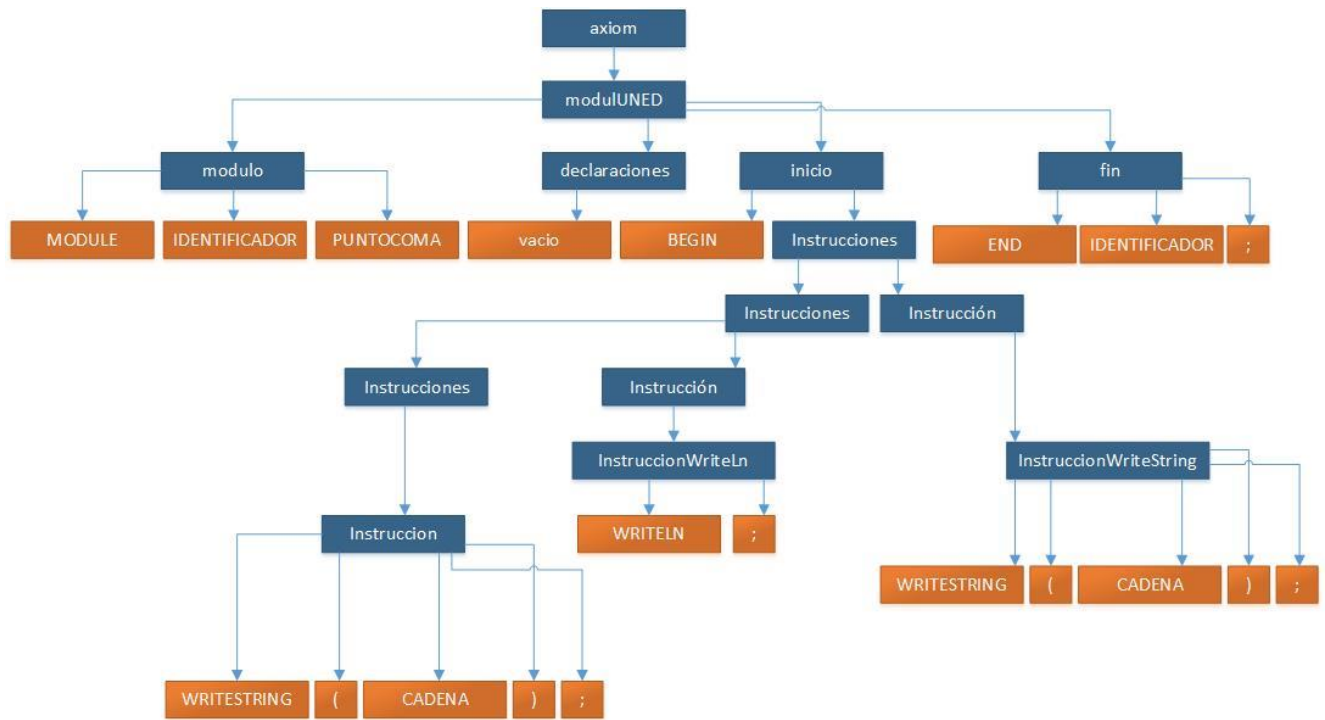 axiom
modulUNED
modulo
declaraciones
inicio
fin
MODULE
IDENTIFICADOR
PUNTOCOMA
vacio
BEGIN
Instrucciones
END
IDENTIFICADOR
;
Instrucciones
Instrucción
Instrucciones
Instrucción
InstruccionWriteLn
InstruccionWriteString
Instruccion
WRITELN
;
WRITESTRING
(
CADENA
)
;
WRITESTRING
(
CADENA
)
;